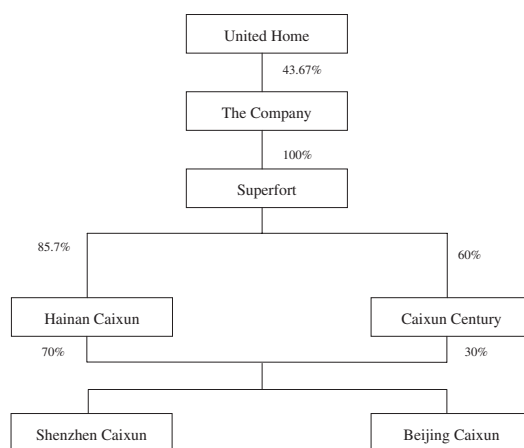 United Home
43.67%
The Company
100%
Superfort
85.7%
60%
Hainan Caixun
Caixun Century
70%
30%
Shenzhen Caixun
Beijing Caixun